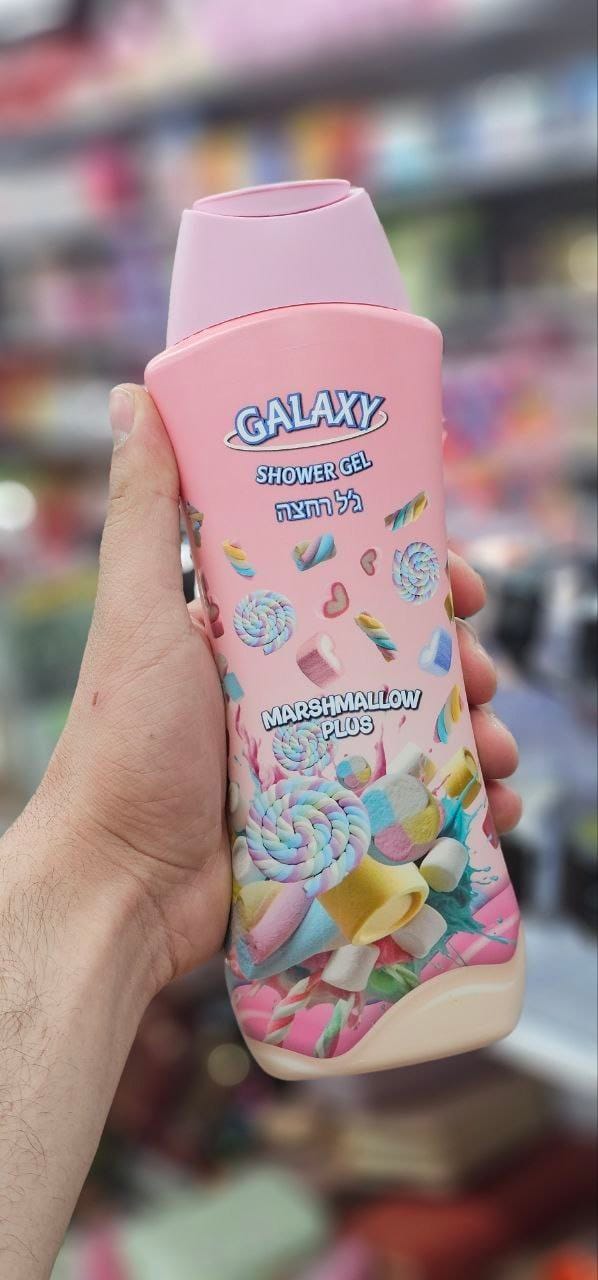 GALAXY
SHOWER GEL
ג׳ל רחצה
MARSHMALLOW
PLUS